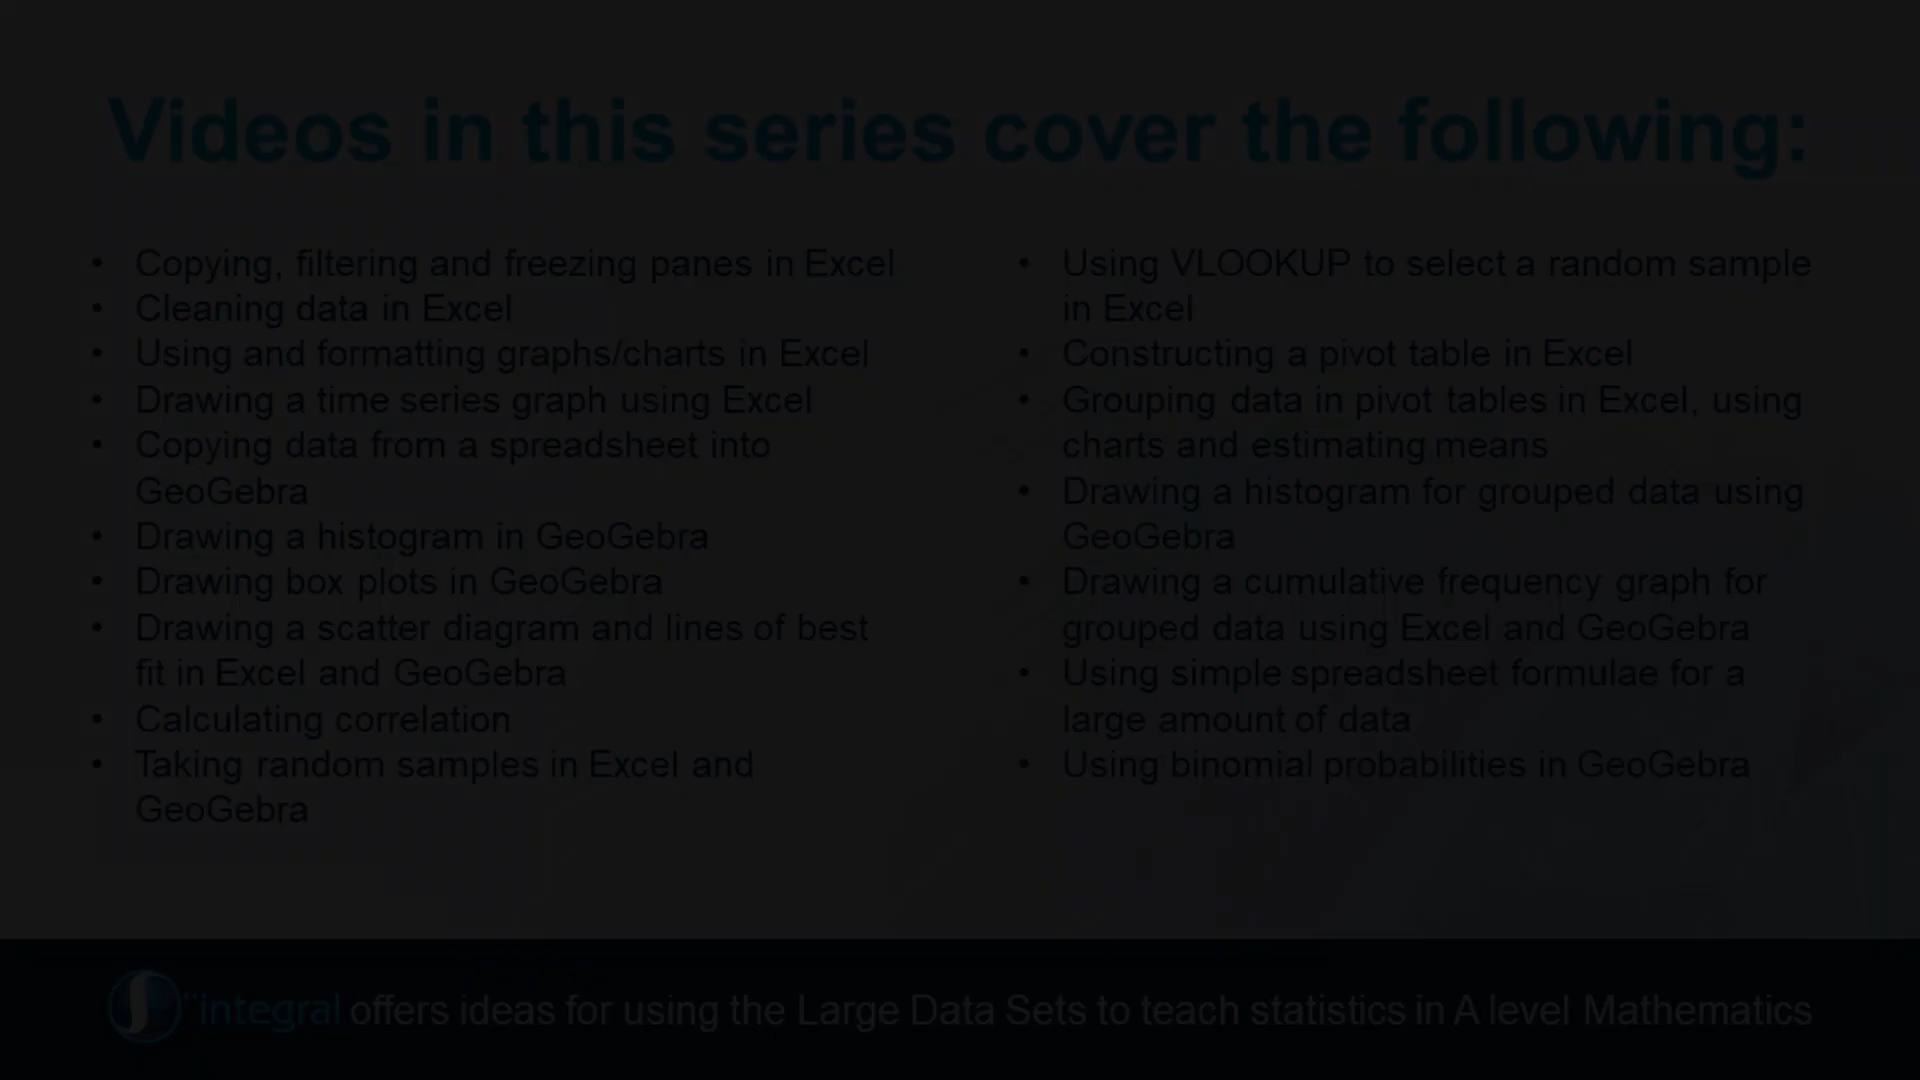 Videos in this series cover the following:
• Copying, filtering and freezing panes in Excel
• Cleaning data in Excel
• Using and formatting graphs/charts in Excel
• Drawing a time series graph using Excel
• Copying data from a spreadsheet into
GeoGebra
• Drawing a histogram in GeoGebra
• Drawing box plots in GeoGebra
• Drawing a scatter diagram and lines of best
fit in Excel and GeoGebra
• Calculating correlation
• Taking random samples in Excel and
GeoGebra
• Using VLOOKUP to select a random sample
in Excel
• Constructing a pivot table in Excel
• Grouping data in pivot tables in Excel, using
charts and estimating means
• Drawing a histogram for grouped data using
GeoGebra
• Drawing a cumulative frequency graph for
grouped data using Excel and GeoGebra
• Using simple spreadsheet formulae for a
large amount of data
• Using binomial probabilities in GeoGebra
integral offers ideas for using the Large Data Sets to teach statistics in A level Mathematics